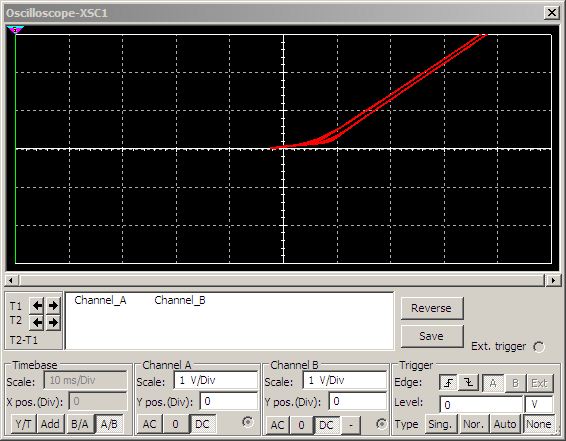 Oscilloscope-XSC1
T1
T2
T2-T1
Channel_A Channel_B
Reverse
Save
Ext. trigger
Timebase
Scale: 10 ms/Div
X pos.(Div): 0
Y/T Add B/A A/B
Channel A
Scale: 1 V/Div
Y pos.(Div): 0
AC 0 DC
Channel B
Scale: 1 V/Div
Y pos.(Div): 0
AC 0 DC -
Trigger
Edge: A B Ext
Level: 0 V
Type Sing. Nor. Auto None